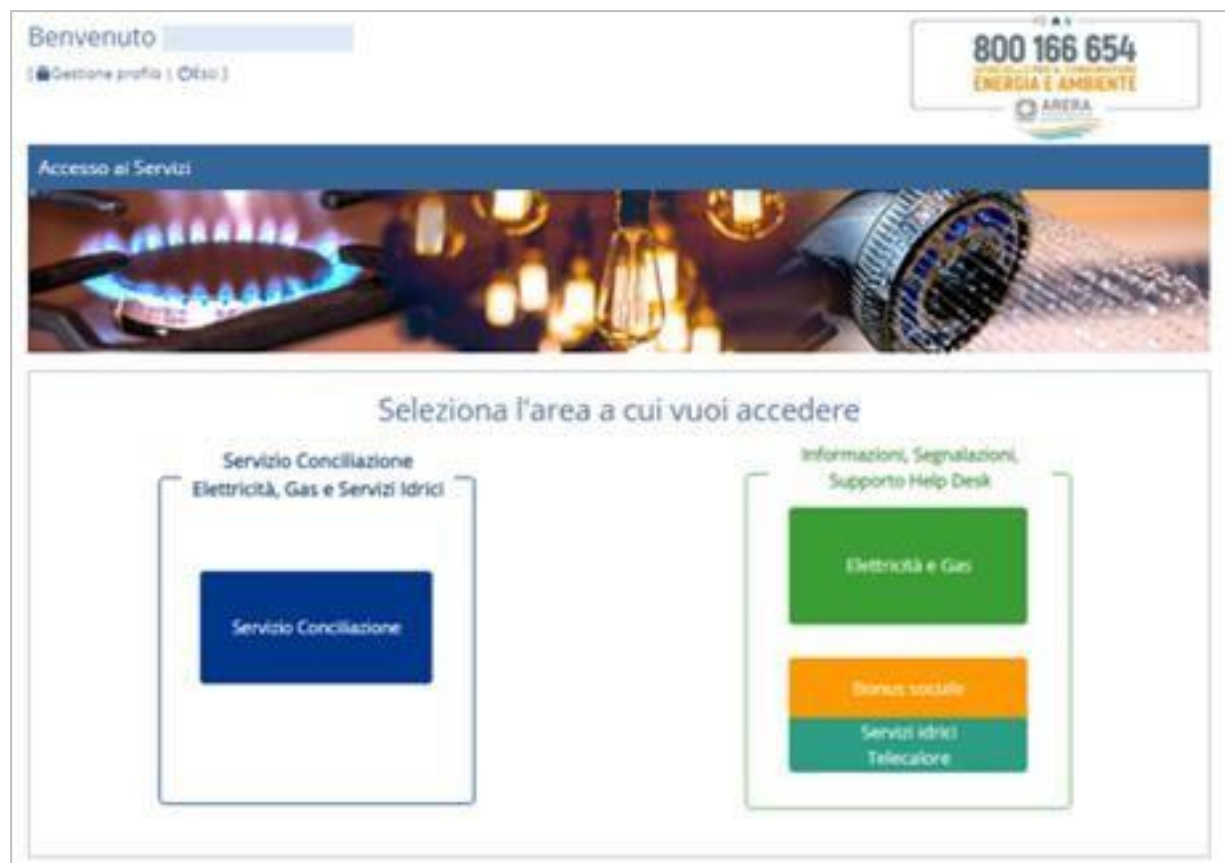 Benvenuto
[ Gestione profilo | Esci ]
800 166 654
ENERGIA E AMBIENTE
ARERA
Accesso ai Servizi
Seleziona l'area a cui vuoi accedere
Servizio Conciliazione
Elettricità, Gas e Servizi Idrici
Servizio Conciliazione
Informazioni, Segnalazioni,
Supporto Help Desk
Elettricità e Gas
Bonus sociale
Servizi idrici
Telecalore